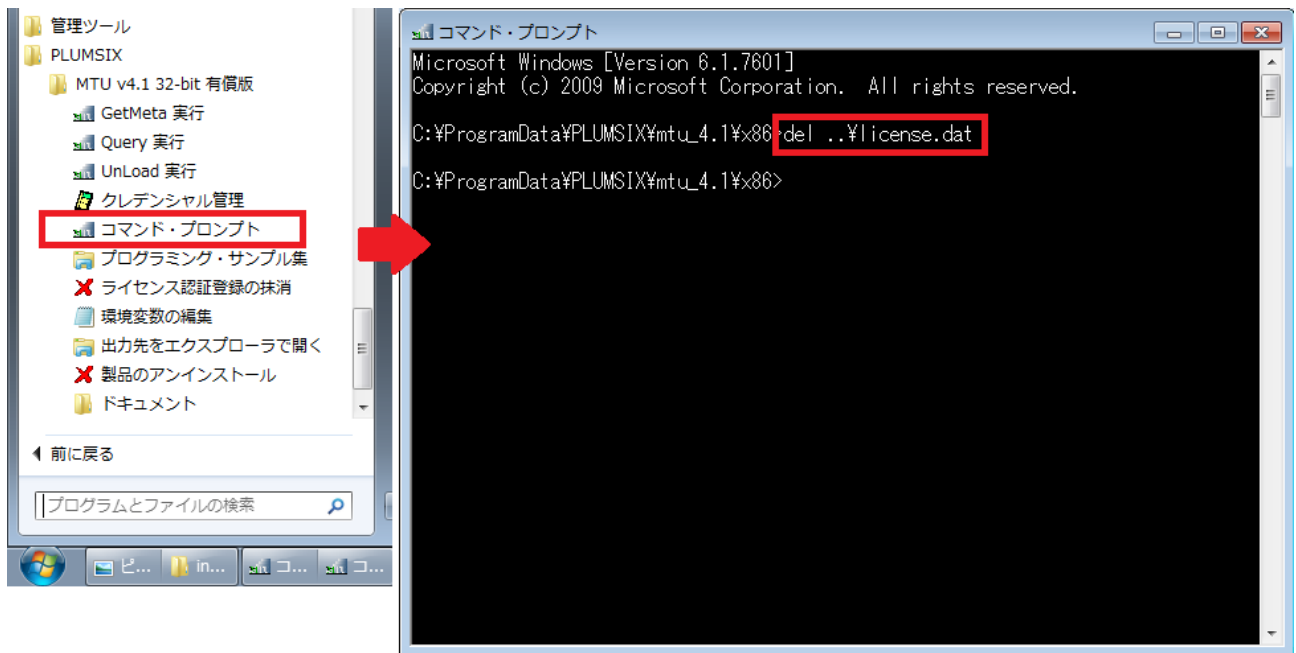 管理ツール
PLUMSIX
MTU v4.1 32-bit 有償版
GetMeta 実行
Query 実行
UnLoad 実行
クレデンシャル管理
コマンド・プロンプト
プログラミング・サンプル集
ライセンス認証登録の抹消
環境変数の編集
出力先をエクスプローラで開く
製品のアンインストール
ドキュメント
前に戻る
プログラムとファイルの検索
ピ...
in...
コ...
コ...
コマンド・プロンプト
Microsoft Windows [Version 6.1.7601]
Copyright (c) 2009 Microsoft Corporation. All rights reserved.
C:¥ProgramData¥PLUMSIX¥mtu_4.1¥x86>del ..¥license.dat
C:¥ProgramData¥PLUMSIX¥mtu_4.1¥x86>